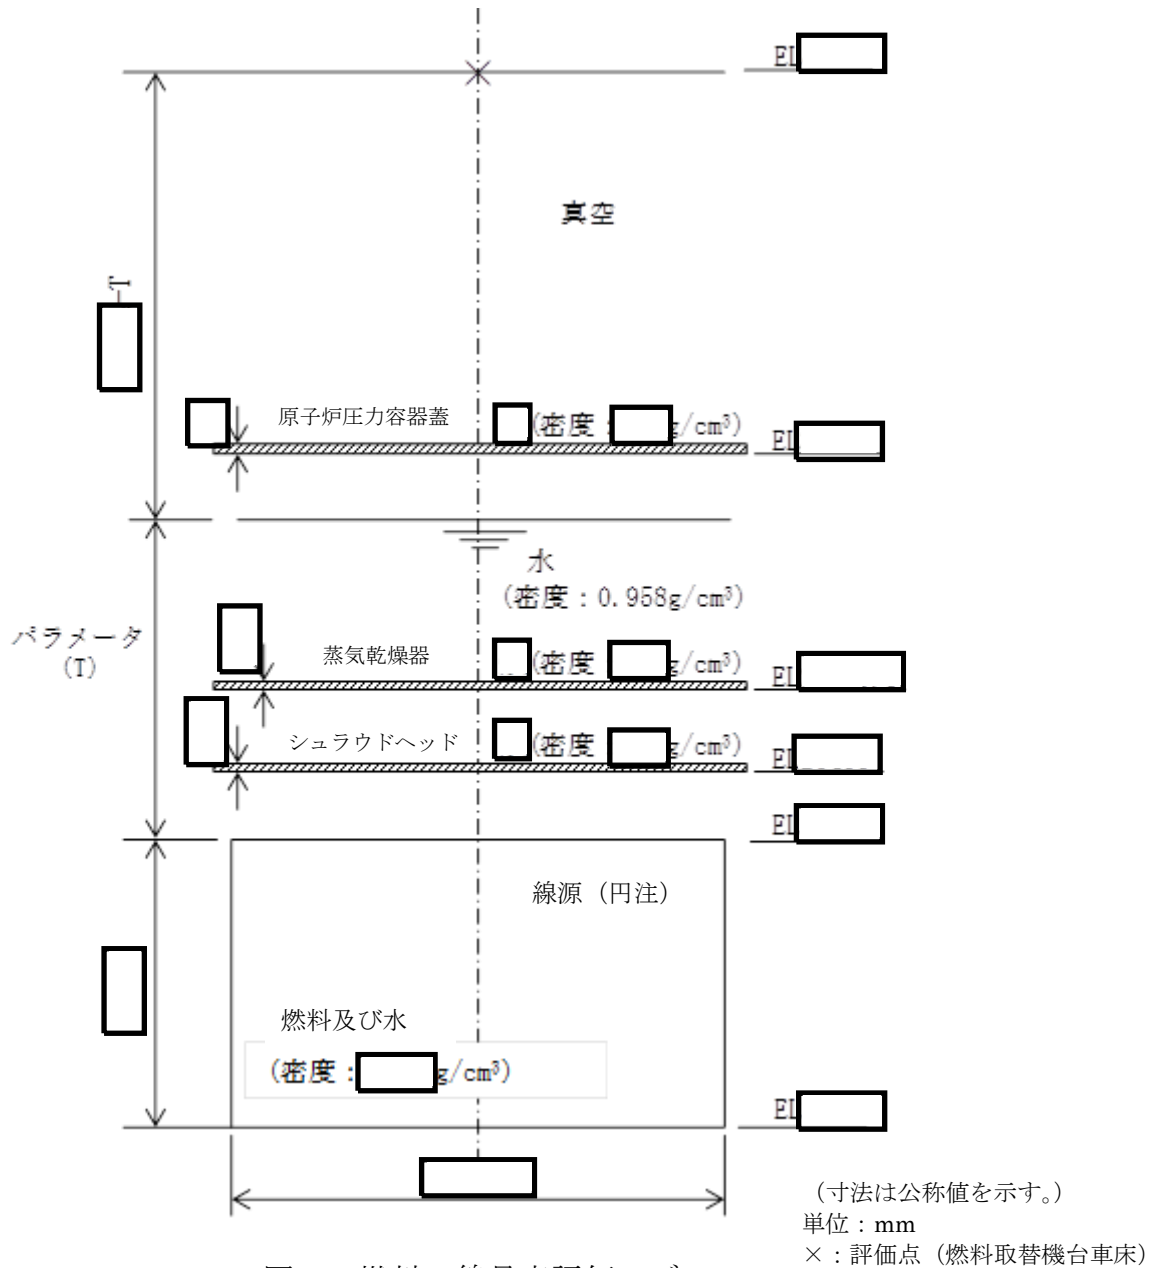 EL
真空
-T
原子炉圧力容器蓋
(密度:
g/cm³)
EL
水
(密度:0.958g/cm³)
パラメータ
(T)
蒸気乾燥器
(密度
g/cm³)
EL
シュラウドヘッド
(密度
g/cm³)
EL
EL
線源(円注)
燃料及び水
(密度:
g/cm³)
EL
(寸法は公称値を示す。)
単位:mm
×:評価点(燃料取替機台車床)